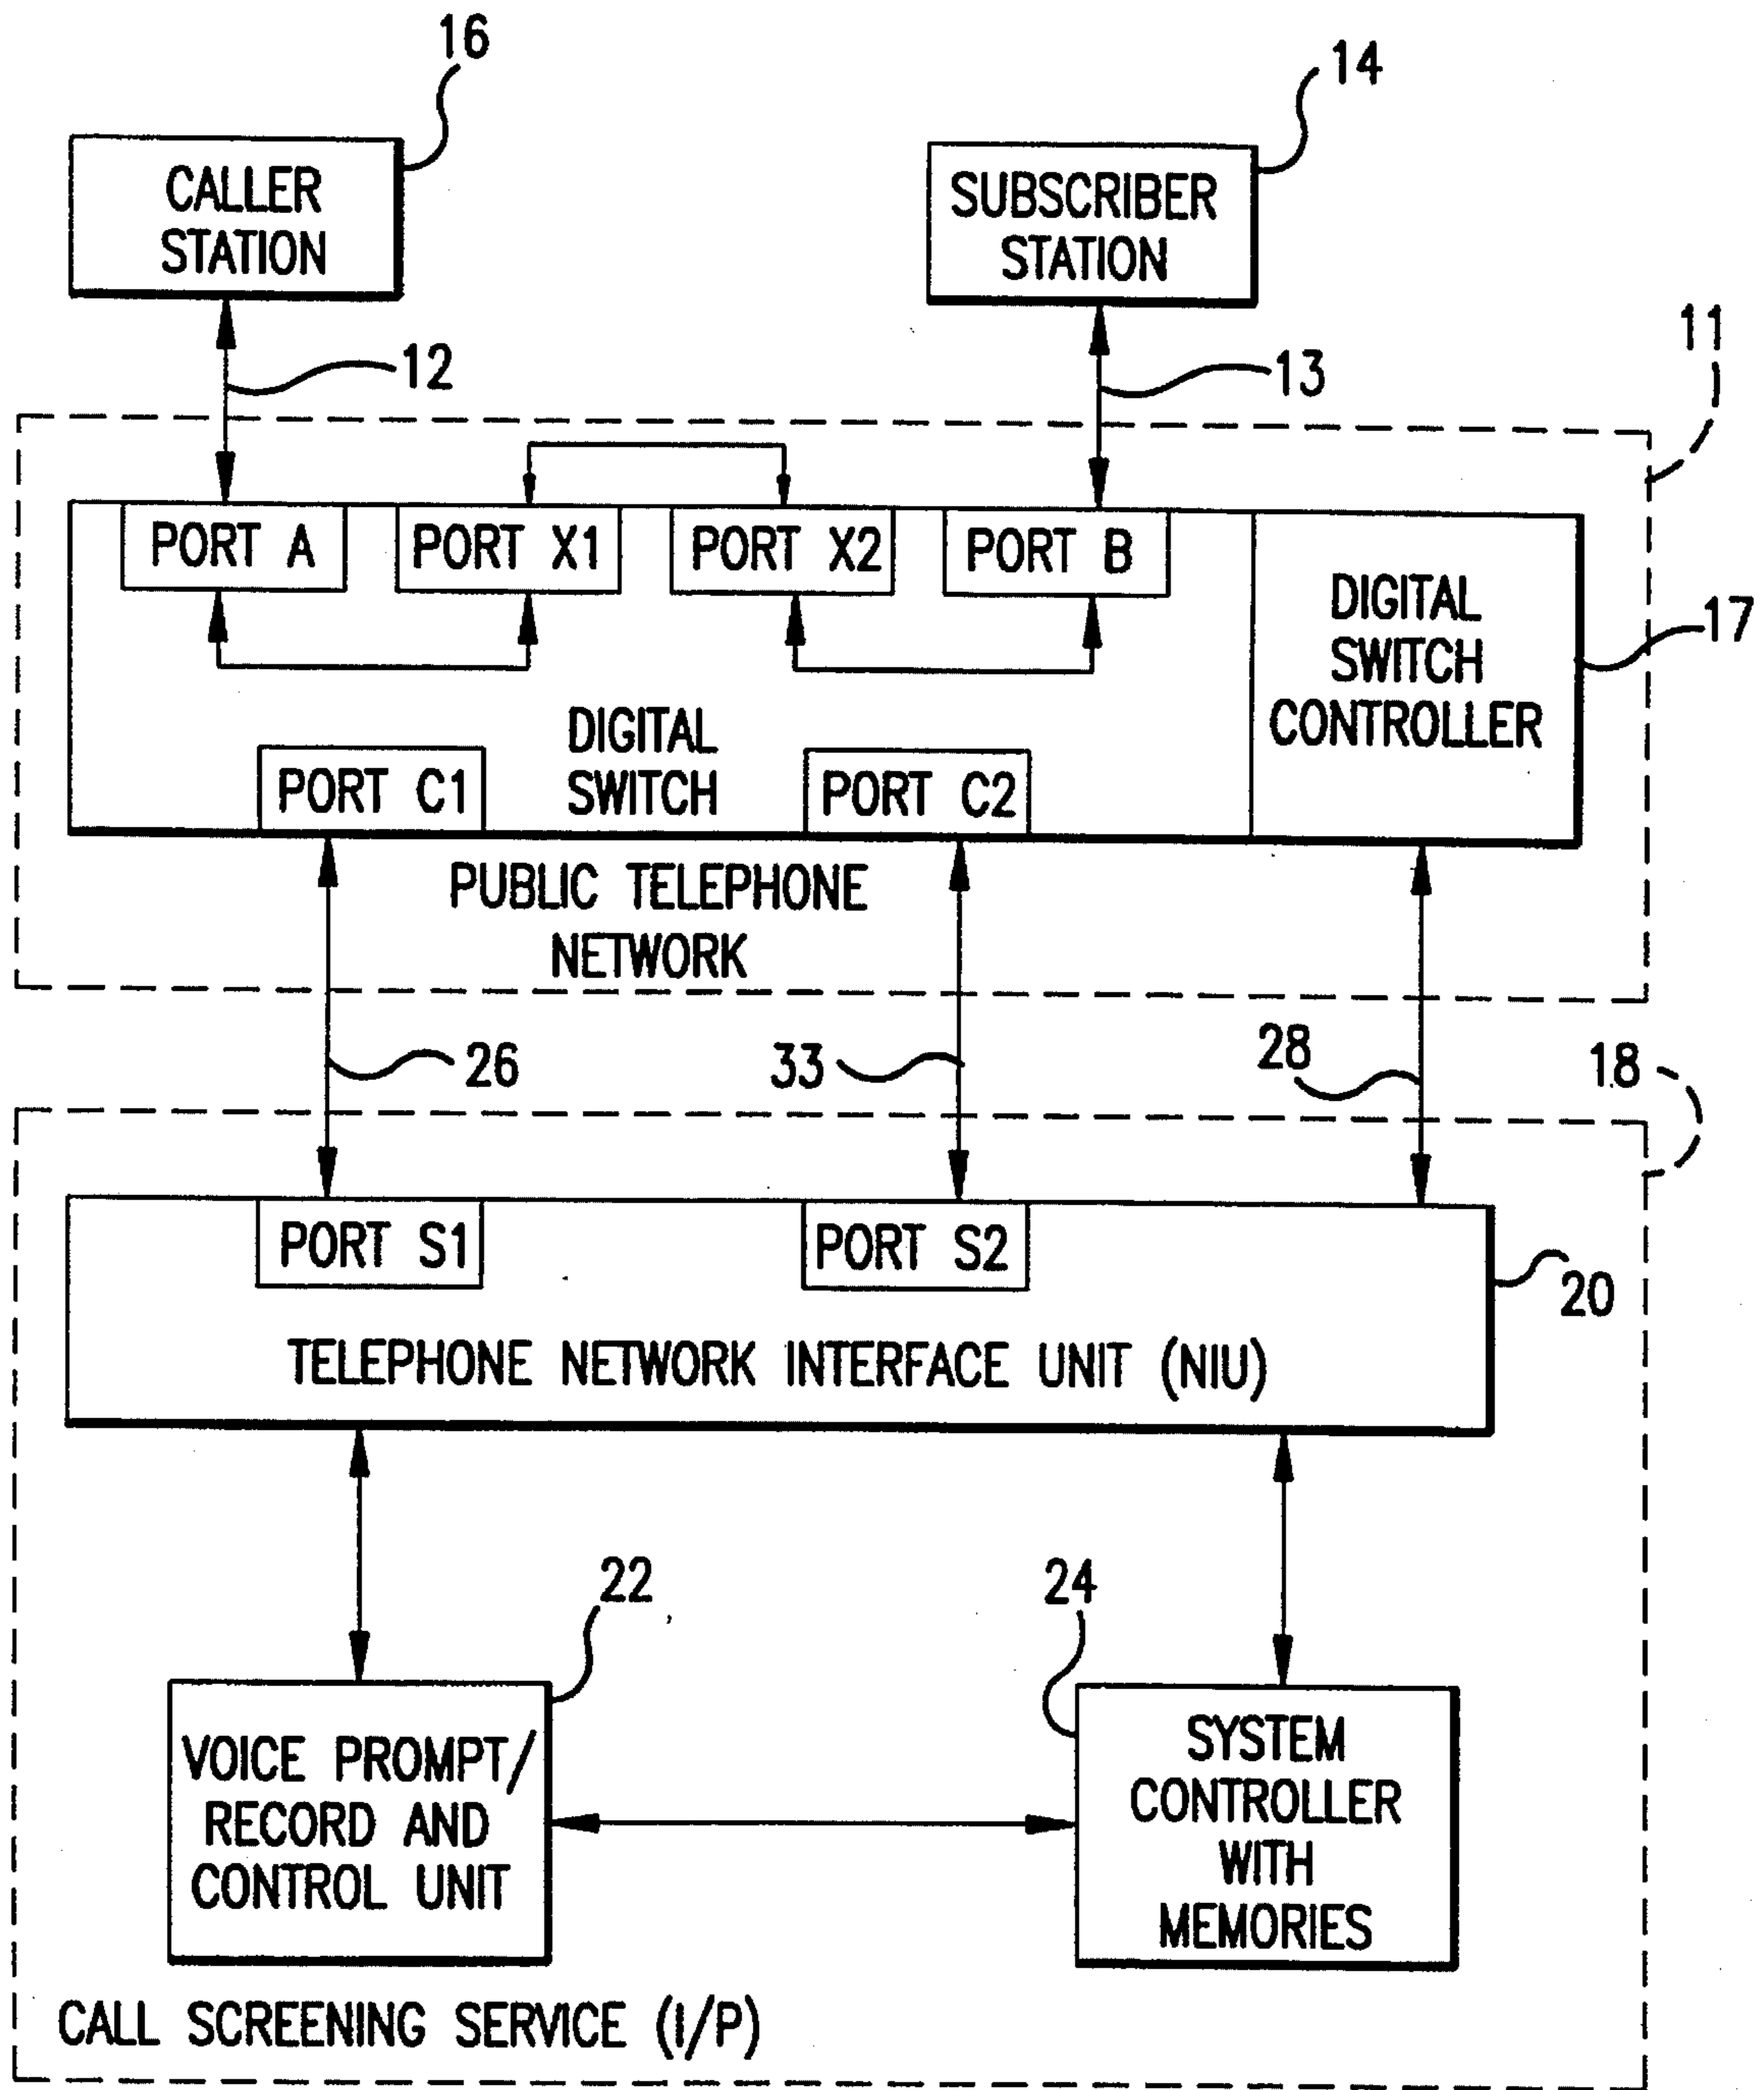 16
14
CALLER
STATION
SUBSCRIBER
STATION
11
12
13
PORT A
PORT X1
PORT X2
PORT B
DIGITAL
SWITCH
CONTROLLER
17
DIGITAL
SWITCH
PORT C1
PORT C2
PUBLIC TELEPHONE
NETWORK
26
33
28
18
PORT S1
PORT S2
20
TELEPHONE NETWORK INTERFACE UNIT (NIU)
22
24
VOICE PROMPT/
RECORD AND
CONTROL UNIT
SYSTEM
CONTROLLER
WITH
MEMORIES
CALL SCREENING SERVICE (I/P)